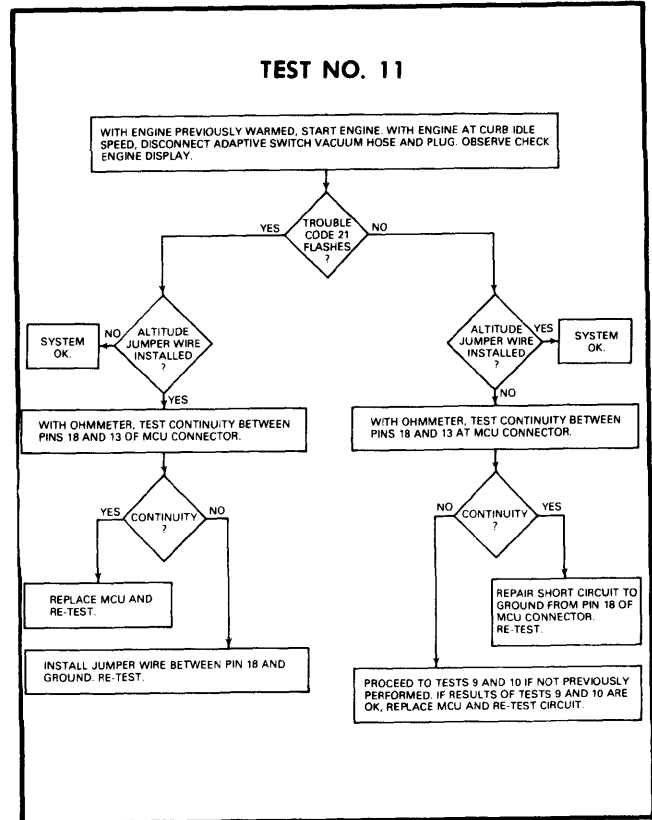 TEST NO. 11
WITH ENGINE PREVIOUSLY WARMED, START ENGINE. WITH ENGINE AT CURB IDLE
SPEED, DISCONNECT ADAPTIVE SWITCH VACUUM HOSE AND PLUG. OBSERVE CHECK
ENGINE DISPLAY.
YES
TROUBLE
CODE 21
FLASHES
?
NO
SYSTEM
OK.
NO
ALTITUDE
JUMPER WIRE
INSTALLED
?
YES
ALTITUDE
JUMPER WIRE
INSTALLED
?
YES
SYSTEM
OK.
NO
WITH OHMMETER, TEST CONTINUITY BETWEEN
PINS 18 AND 13 OF MCU CONNECTOR.
WITH OHMMETER, TEST CONTINUITY BETWEEN
PINS 18 AND 13 AT MCU CONNECTOR.
YES
CONTINUITY
?
NO
NO
CONTINUITY
?
YES
REPLACE MCU AND
RE-TEST.
REPAIR SHORT CIRCUIT TO
GROUND FROM PIN 18 OF
MCU CONNECTOR.
RE-TEST.
INSTALL JUMPER WIRE BETWEEN PIN 18 AND
GROUND. RE-TEST.
PROCEED TO TESTS 9 AND 10 IF NOT PREVIOUSLY
PERFORMED. IF RESULTS OF TESTS 9 AND 10 ARE
OK, REPLACE MCU AND RE-TEST CIRCUIT.